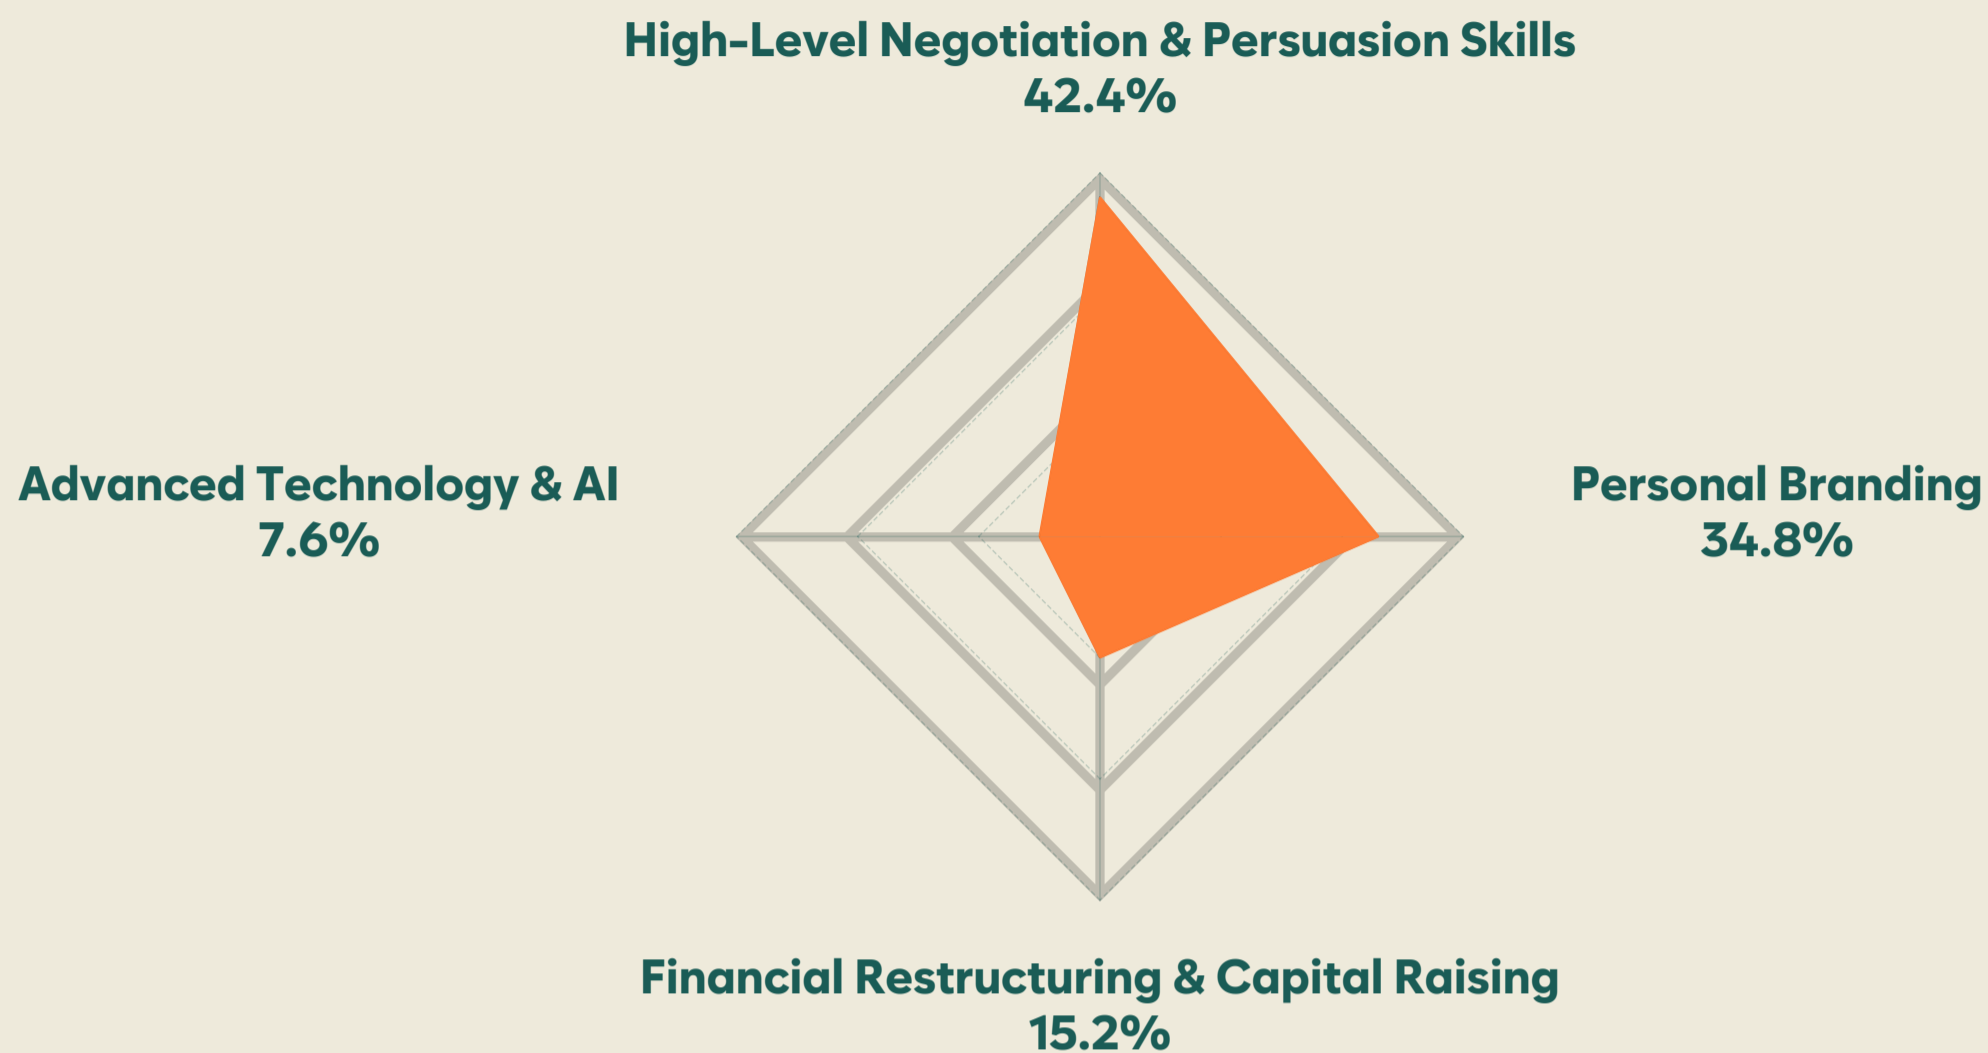 High-Level Negotiation & Persuasion Skills
42.4%
Advanced Technology & AI
7.6%
Personal Branding
34.8%
Financial Restructuring & Capital Raising
15.2%